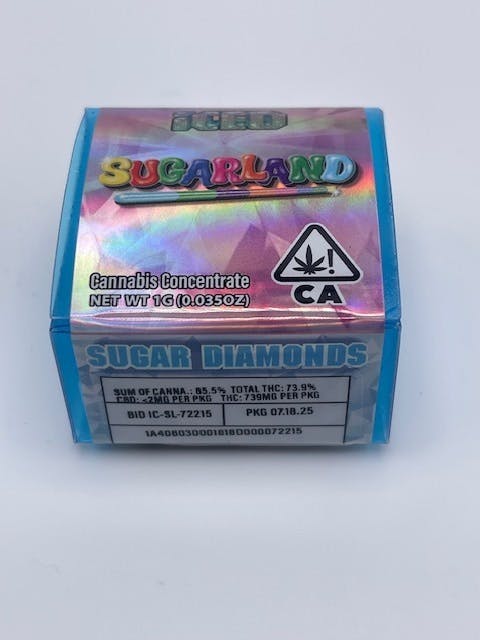 iCED
SUGARLAND
Cannabis Concentrate
NET WT 1G (0.035OZ)
!
CA
SUGAR DIAMONDS
SUM OF CANNA.: 85.5% TOTAL THC: 73.9%
CBD: <2MG PER PKG THC: 739MG PER PKG
BID IC-SL-72215 PKG 07.18.25